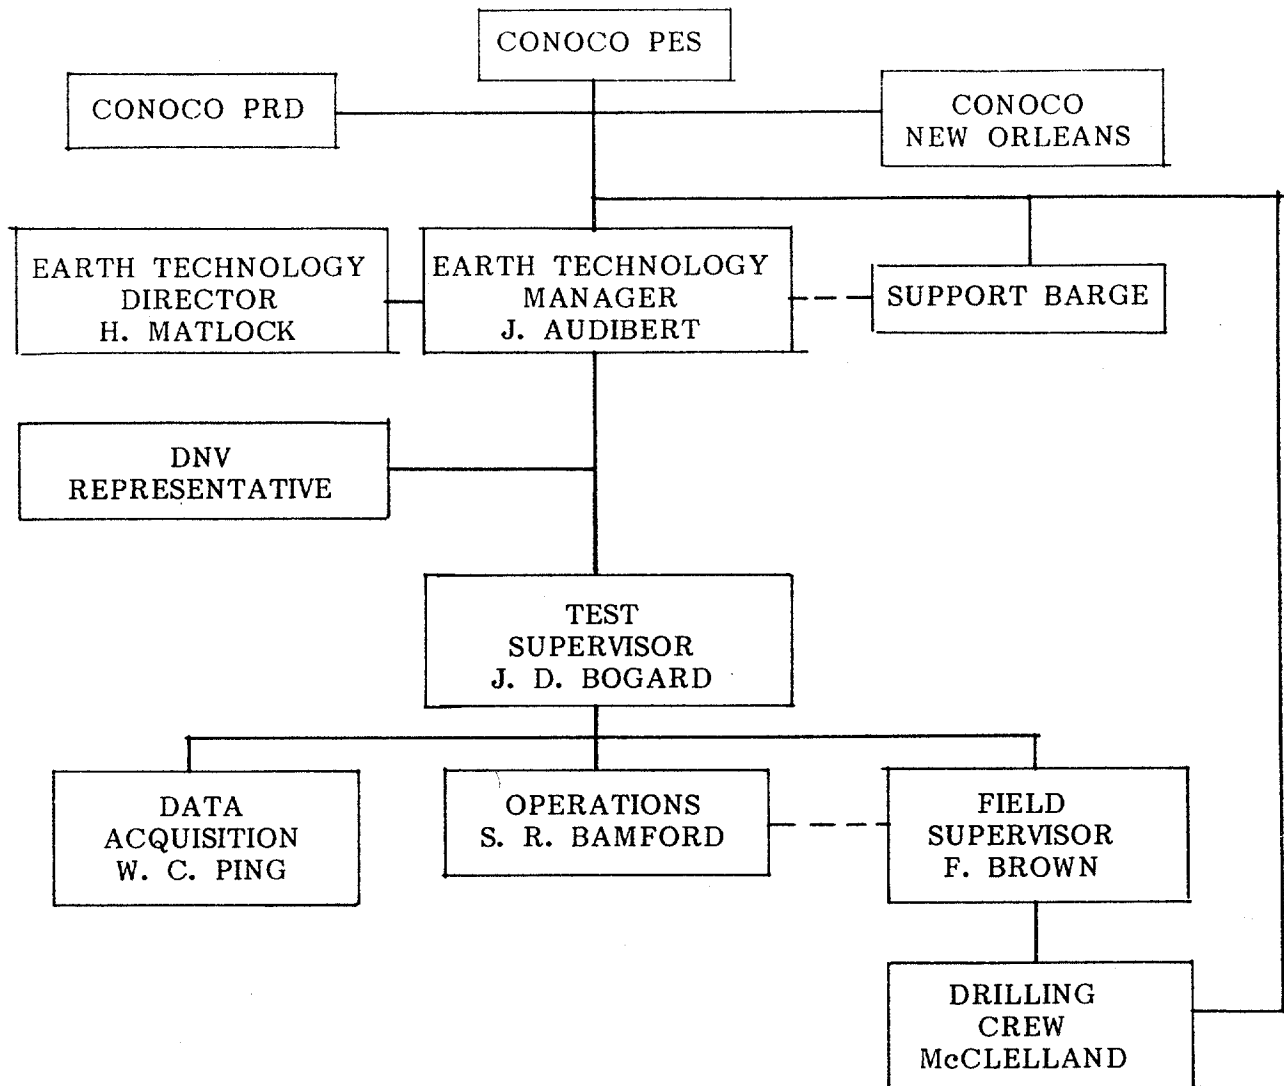 CONOCO PES
CONOCO PRD
CONOCO
NEW ORLEANS
EARTH TECHNOLOGY
DIRECTOR
H. MATLOCK
EARTH TECHNOLOGY
MANAGER
J. AUDIBERT
SUPPORT BARGE
DNV
REPRESENTATIVE
TEST
SUPERVISOR
J. D. BOGARD
DATA
ACQUISITION
W. C. PING
OPERATIONS
S. R. BAMFORD
FIELD
SUPERVISOR
F. BROWN
DRILLING
CREW
McCLELLAND